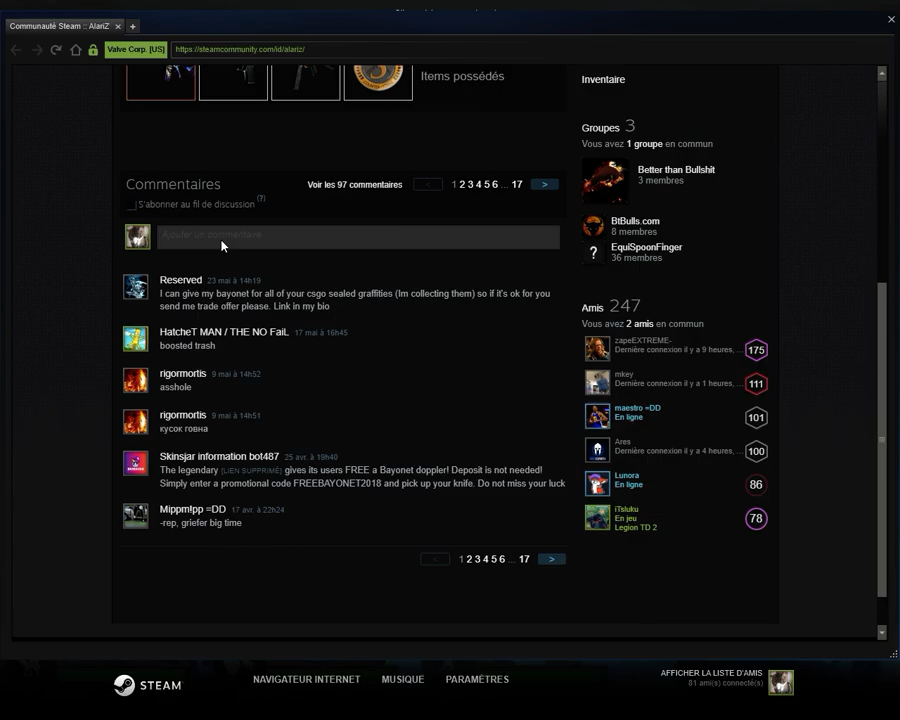 Communauté Steam :: AlariZ
Valve Corp. [US]
https://steamcommunity.com/id/alariz/
Items possédés
Commentaires
Voir les 97 commentaires
< 1 2 3 4 5 6 ... 17 >
S'abonner au fil de discussion (?)
Ajouter un commentaire
Reserved 23 mai à 14h19
I can give my bayonet for all of your csgo sealed graffities (Im collecting them) so if it's ok for you
send me trade offer please. Link in my bio
HatcheT MAN / THE NO FaiL 17 mai à 16h45
boosted trash
rigormortis 9 mai à 14h52
asshole
rigormortis 9 mai à 14h51
кусок говна
Skinsjar information bot487 25 avr. à 19h40
The legendary (LIEN SUPPRIMÉ) gives its users FREE a Bayonet doppler! Deposit is not needed!
Simply enter a promotional code FREEBAYONET2018 and pick up your knife. Do not miss your luck
Mippm!pp =DD 17 avr. à 22h24
-rep, griefer big time
< 1 2 3 4 5 6 ... 17 >
Inventaire
Groupes 3
Vous avez 1 groupe en commun
Better than Bullshit
3 membres
BtBulls.com
8 membres
EquiSpoonFinger
36 membres
Amis 247
Vous avez 2 amis en commun
zapeEXTREME-
Dernière connexion il y a 9 heures, ...
175
mkey
Dernière connexion il y a 1 heures, ...
111
maestro =DD
En ligne
101
Ares
Dernière connexion il y a 4 heures, ...
100
Lunora
En ligne
86
iTsluku
En jeu
Legion TD 2
78
STEAM
NAVIGATEUR INTERNET
MUSIQUE
PARAMÈTRES
AFFICHER LA LISTE D'AMIS
81 ami(s) connecté(s)